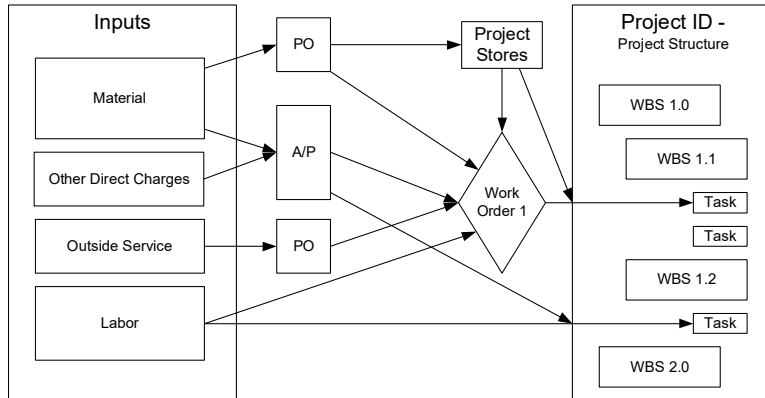 Inputs
Material
Other Direct Charges
Outside Service
Labor
PO
A/P
PO
Project
Stores
Work
Order 1
Project ID -
Project Structure
WBS 1.0
WBS 1.1
Task
Task
WBS 1.2
Task
WBS 2.0